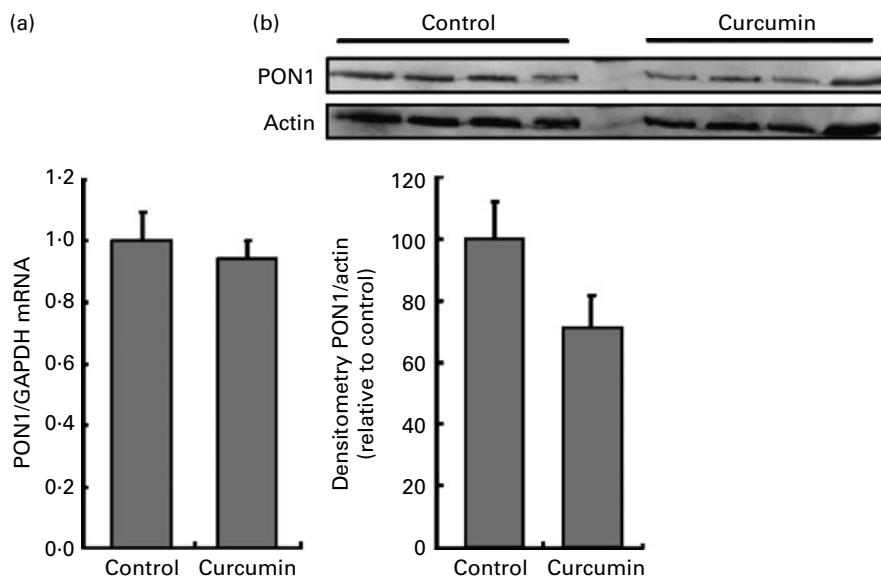 (a)
(b)
Control
Curcumin
PON1
Actin
PON1/GAPDH mRNA
1·2
1·0
0·8
0·6
0·4
0·2
0·0
Control
Curcumin
Densitometry PON1/actin
(relative to control)
120
100
80
60
40
20
0
Control
Curcumin